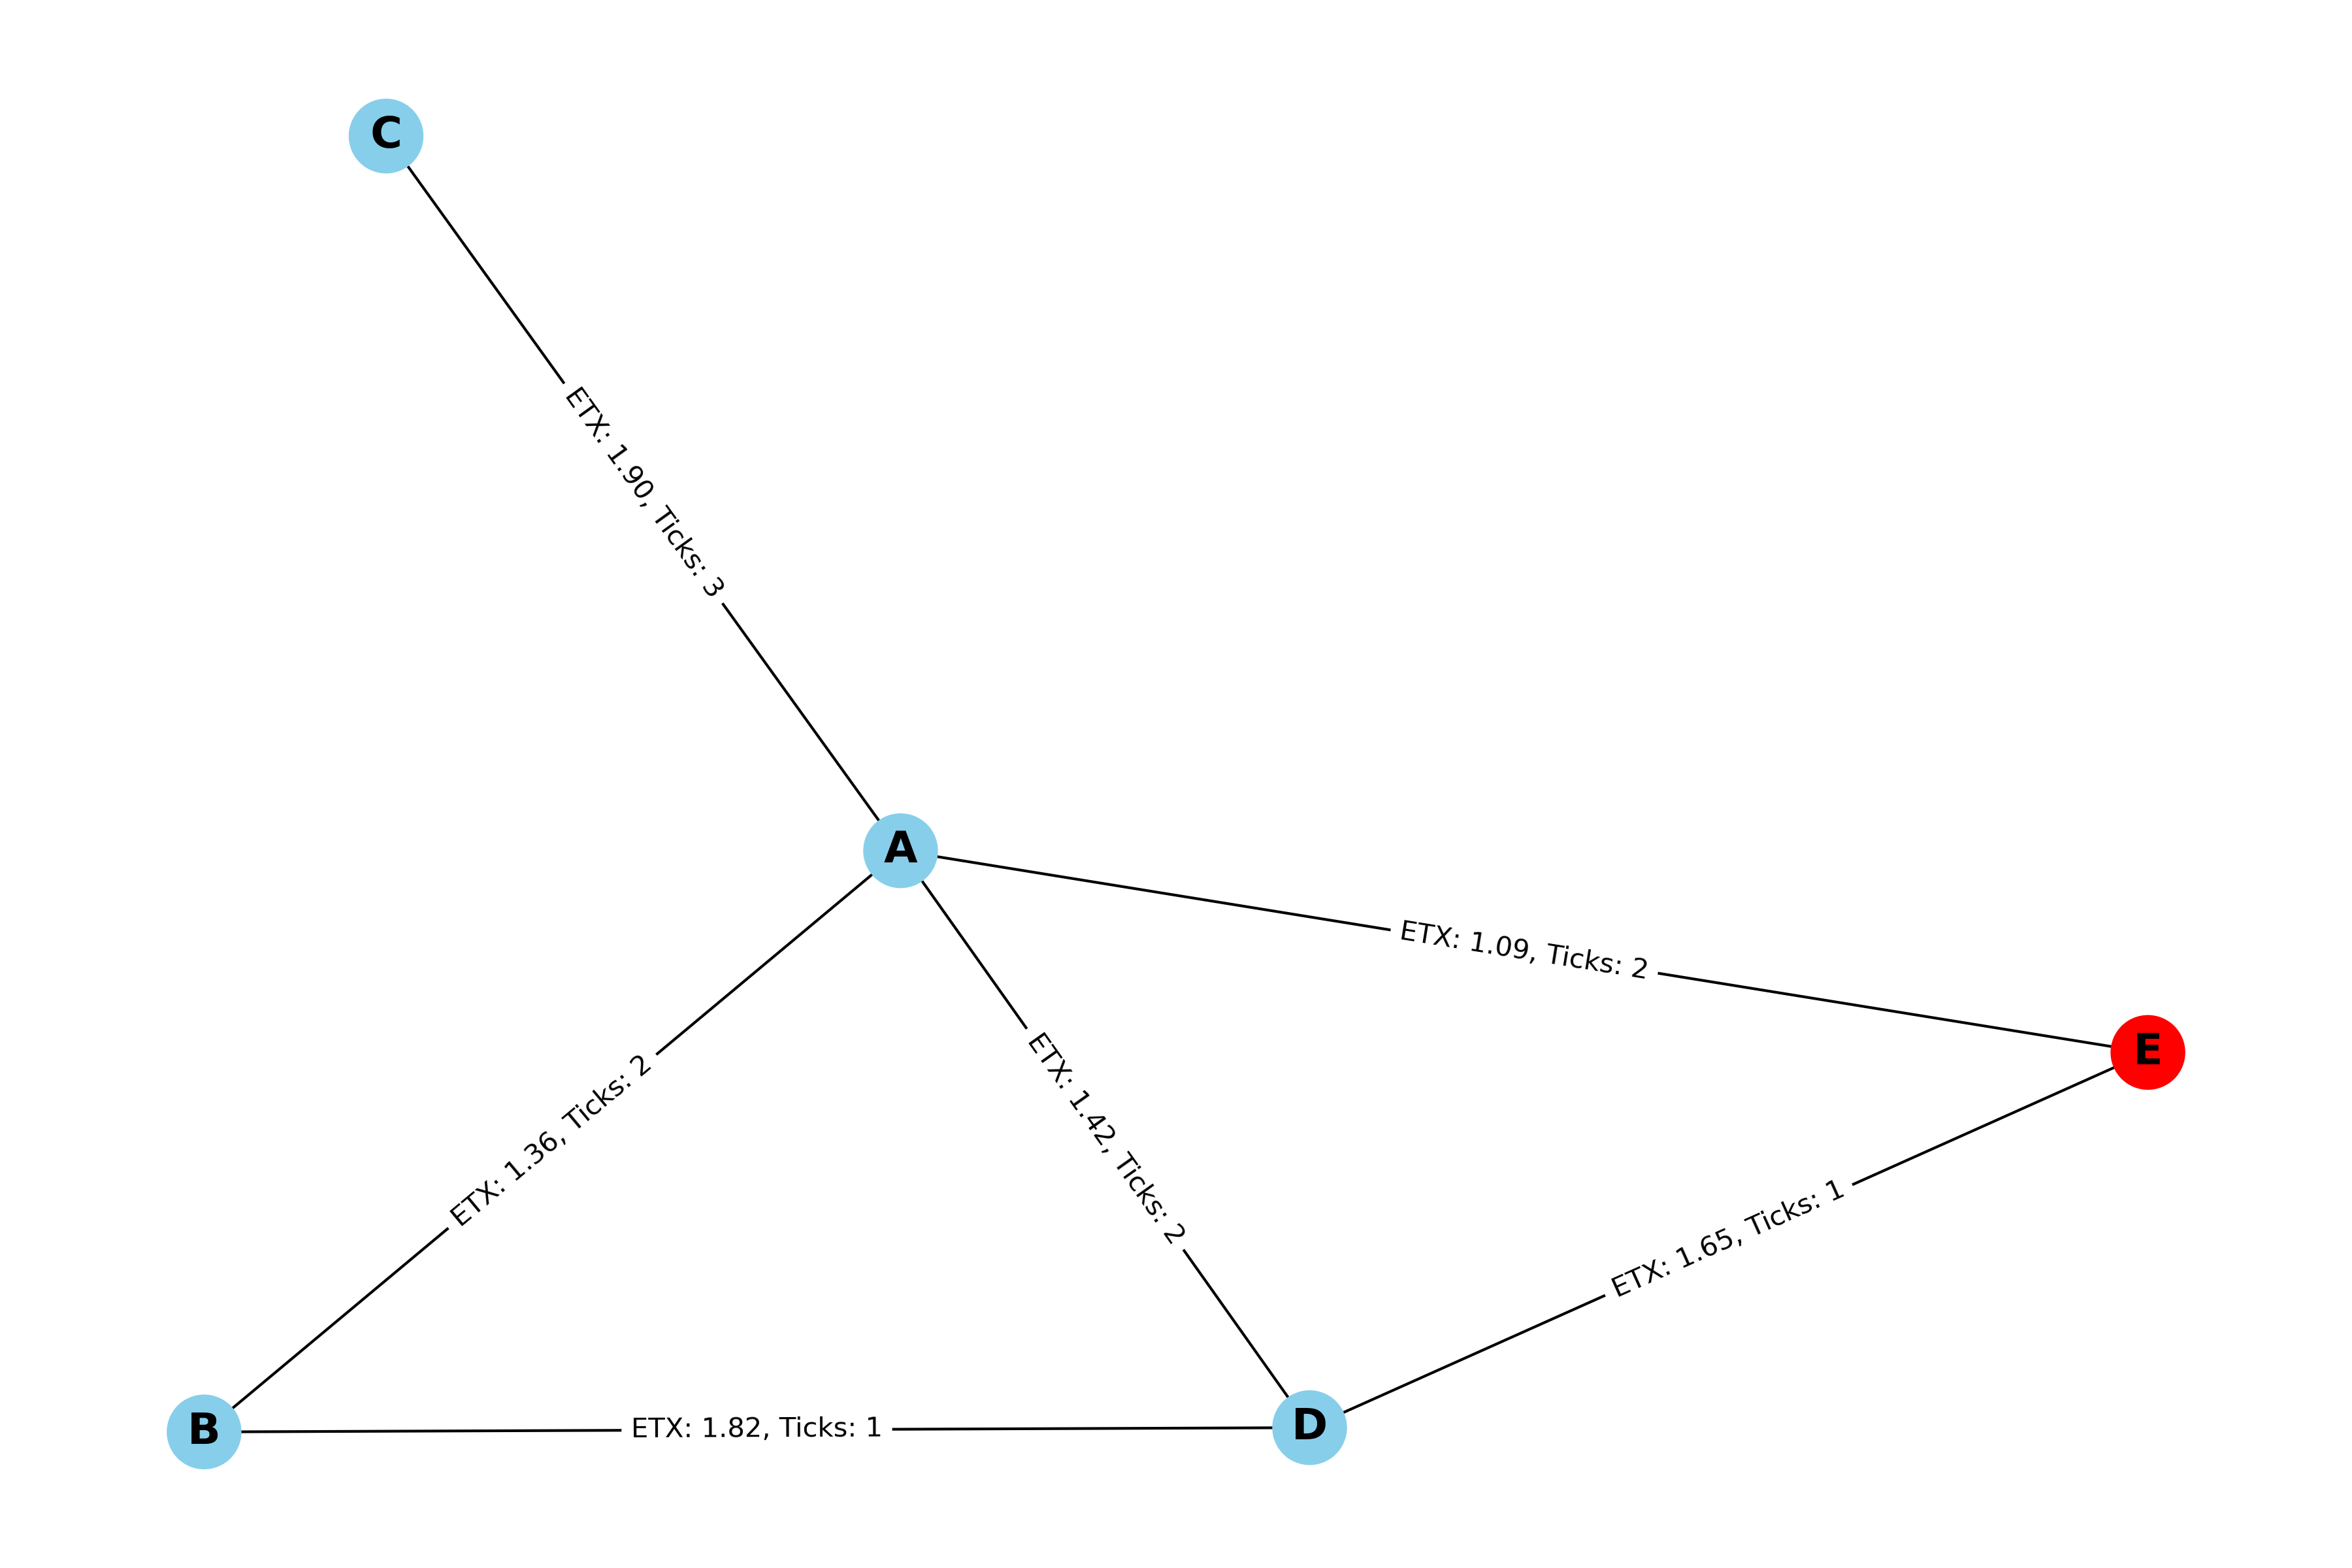 C
ETX: 1.90, Ticks: 3
A
ETX: 1.09, Ticks: 2
E
ETX: 1.36, Ticks: 2
ETX: 1.42, Ticks: 2
ETX: 1.65, Ticks: 1
B
ETX: 1.82, Ticks: 1
D